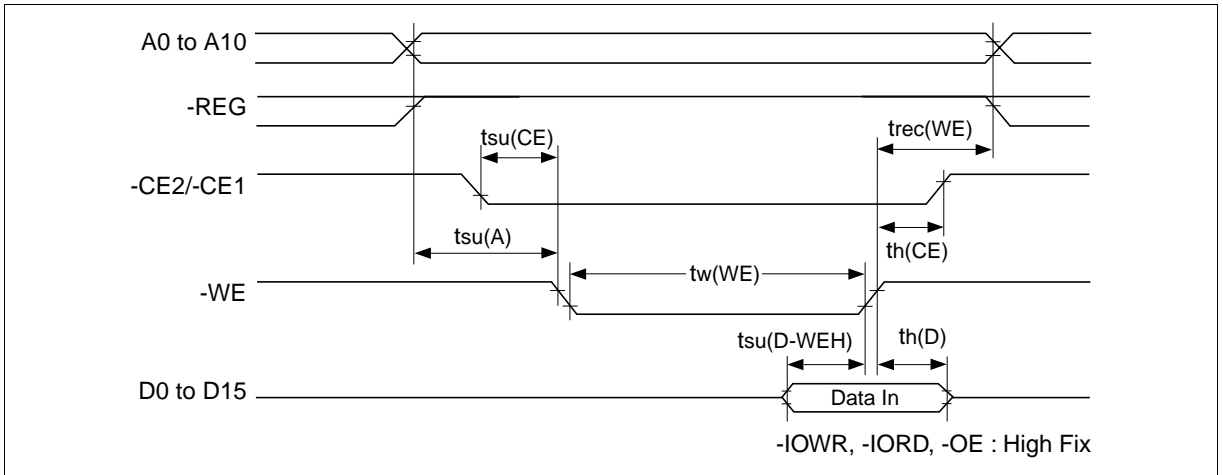 A0 to A10
-REG
tsu(CE)
trec(WE)
-CE2/-CE1
tsu(A)
th(CE)
tw(WE)
-WE
tsu(D-WEH)
th(D)
D0 to D15
Data In
-IOWR, -IORD, -OE : High Fix